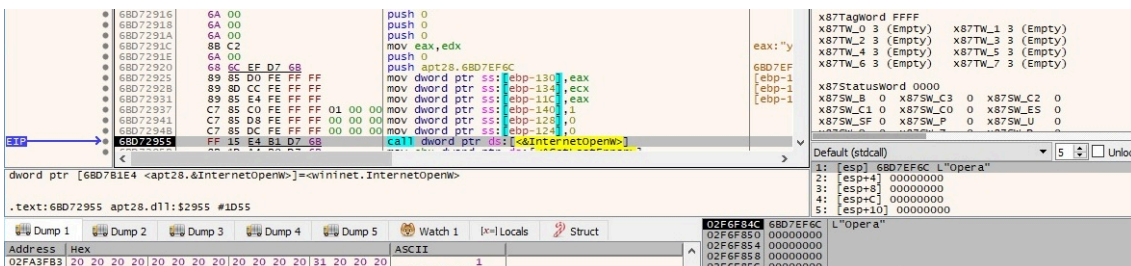 6BD72916 6A 00 push 0
6BD72918 6A 00 push 0
6BD7291A 6A 00 push 0
6BD7291C 8B C2 mov eax,edx eax:"y
6BD7291E 6A 00 push 0
6BD72920 68 6C EF D7 6B push apt28.6BD7EF6C 6BD7EF
6BD72925 89 85 D0 FE FF FF mov dword ptr ss:[ebp-130],eax [ebp-1
6BD7292B 89 8D CC FE FF FF mov dword ptr ss:[ebp-134],ecx [ebp-1
6BD72931 89 85 E4 FE FF FF mov dword ptr ss:[ebp-11C],eax [ebp-1
6BD72937 C7 85 C0 FE FF FF 01 00 00 mov dword ptr ss:[ebp-140],1
6BD72941 C7 85 D8 FE FF FF 00 00 00 mov dword ptr ss:[ebp-128],0
6BD7294B C7 85 DC FE FF FF 00 00 00 mov dword ptr ss:[ebp-124],0
EIP 6BD72955 FF 15 E4 B1 D7 6B call dword ptr ds:[<&InternetOpenW>]
dword ptr [6BD7B1E4 <apt28.&InternetOpenW>]=<wininet.InternetOpenW>
.text:6BD72955 apt28.dll:$2955 #1D55
x87TagWord FFFF
x87TW_0 3 (Empty) x87TW_1 3 (Empty)
x87TW_2 3 (Empty) x87TW_3 3 (Empty)
x87TW_4 3 (Empty) x87TW_5 3 (Empty)
x87TW_6 3 (Empty) x87TW_7 3 (Empty)
x87StatusWord 0000
x87SW_B 0 x87SW_C3 0 x87SW_C2 0
x87SW_C1 0 x87SW_C0 0 x87SW_ES 0
x87SW_SF 0 x87SW_P 0 x87SW_U 0
Default (stdcall) 5 Unloc
1: [esp] 6BD7EF6C L"Opera"
2: [esp+4] 00000000
3: [esp+8] 00000000
4: [esp+C] 00000000
5: [esp+10] 00000000
Dump 1 Dump 2 Dump 3 Dump 4 Dump 5 Watch 1 [x=] Locals Struct
Address Hex ASCII
02FA3FB3 20 20 20 20 20 20 20 20 20 20 20 20 31 20 20 20 1
02F6F84C 6BD7EF6C L"Opera"
02F6F850 00000000
02F6F854 00000000
02F6F858 00000000